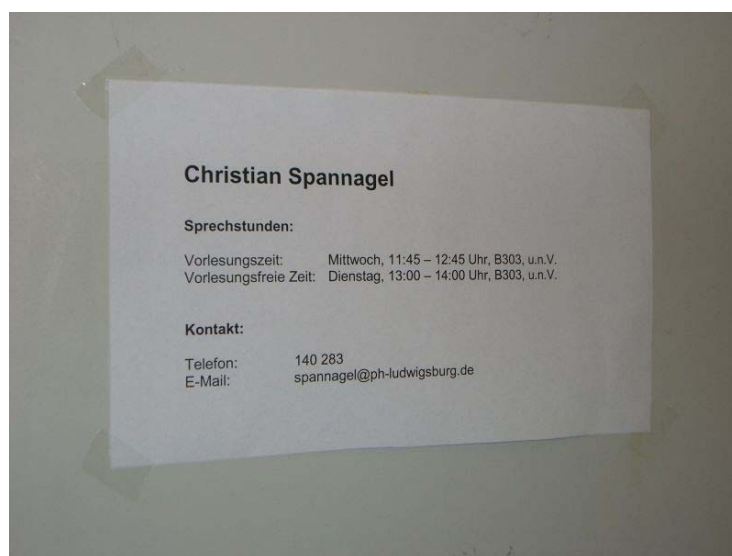 Christian Spannagel
Sprechstunden:
Vorlesungszeit: Mittwoch, 11:45 – 12:45 Uhr, B303, u.n.V.
Vorlesungsfreie Zeit: Dienstag, 13:00 – 14:00 Uhr, B303, u.n.V.
Kontakt:
Telefon: 140 283
E-Mail: spannagel@ph-ludwigsburg.de